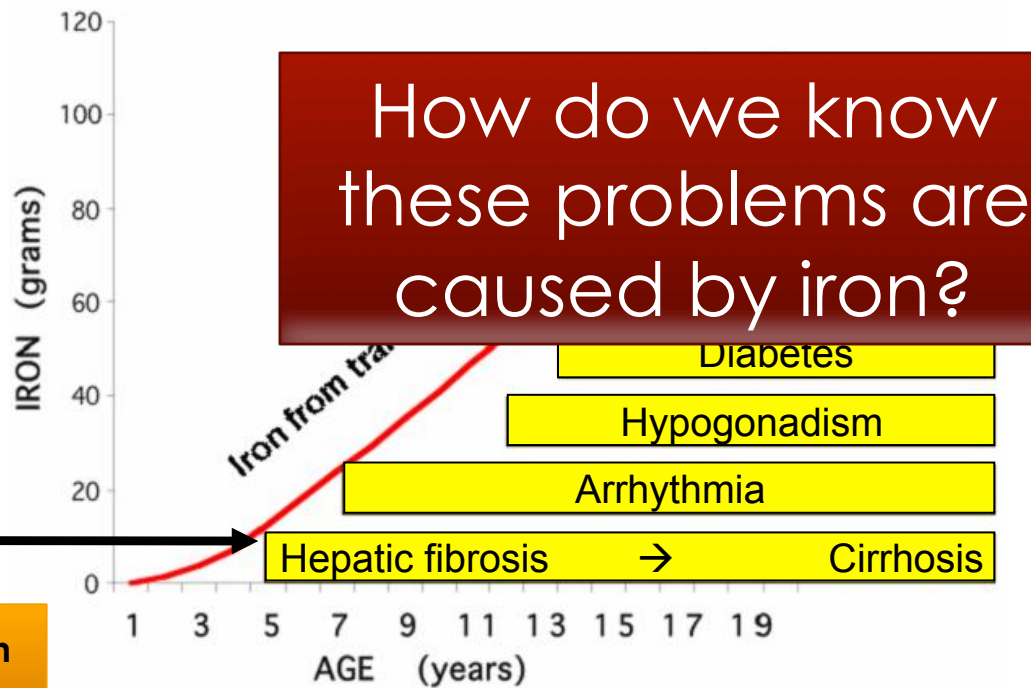 120
100
80
60
40
20
0
IRON (grams)
How do we know
these problems are
caused by iron?
Iron from
Diabetes
Hypogonadism
Arrhythmia
Hepatic fibrosis → Cirrhosis
1 3 5 7 9 11 13 15 17 19
AGE (years)